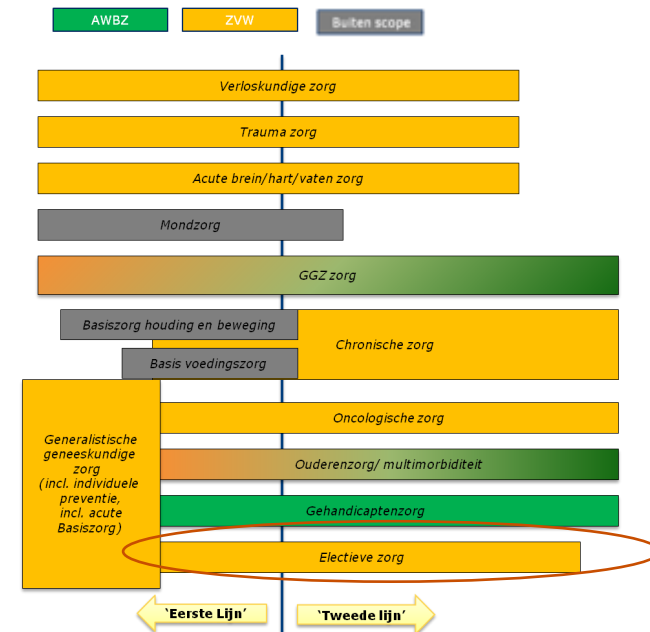 AWBZ
ZVW
Buiten scope
Verloskundige zorg
Trauma zorg
Acute brein/hart/vaten zorg
Mondzorg
GGZ zorg
Basiszorg houding en beweging
Chronische zorg
Basis voedingszorg
Oncologische zorg
Generalistische
geneeskundige
zorg
(incl. individuele
preventie,
incl. acute
Basiszorg)
Ouderenzorg/ multimorbiditeit
Gehandicaptenzorg
Electieve zorg
‘Eerste Lijn’
‘Tweede lijn’